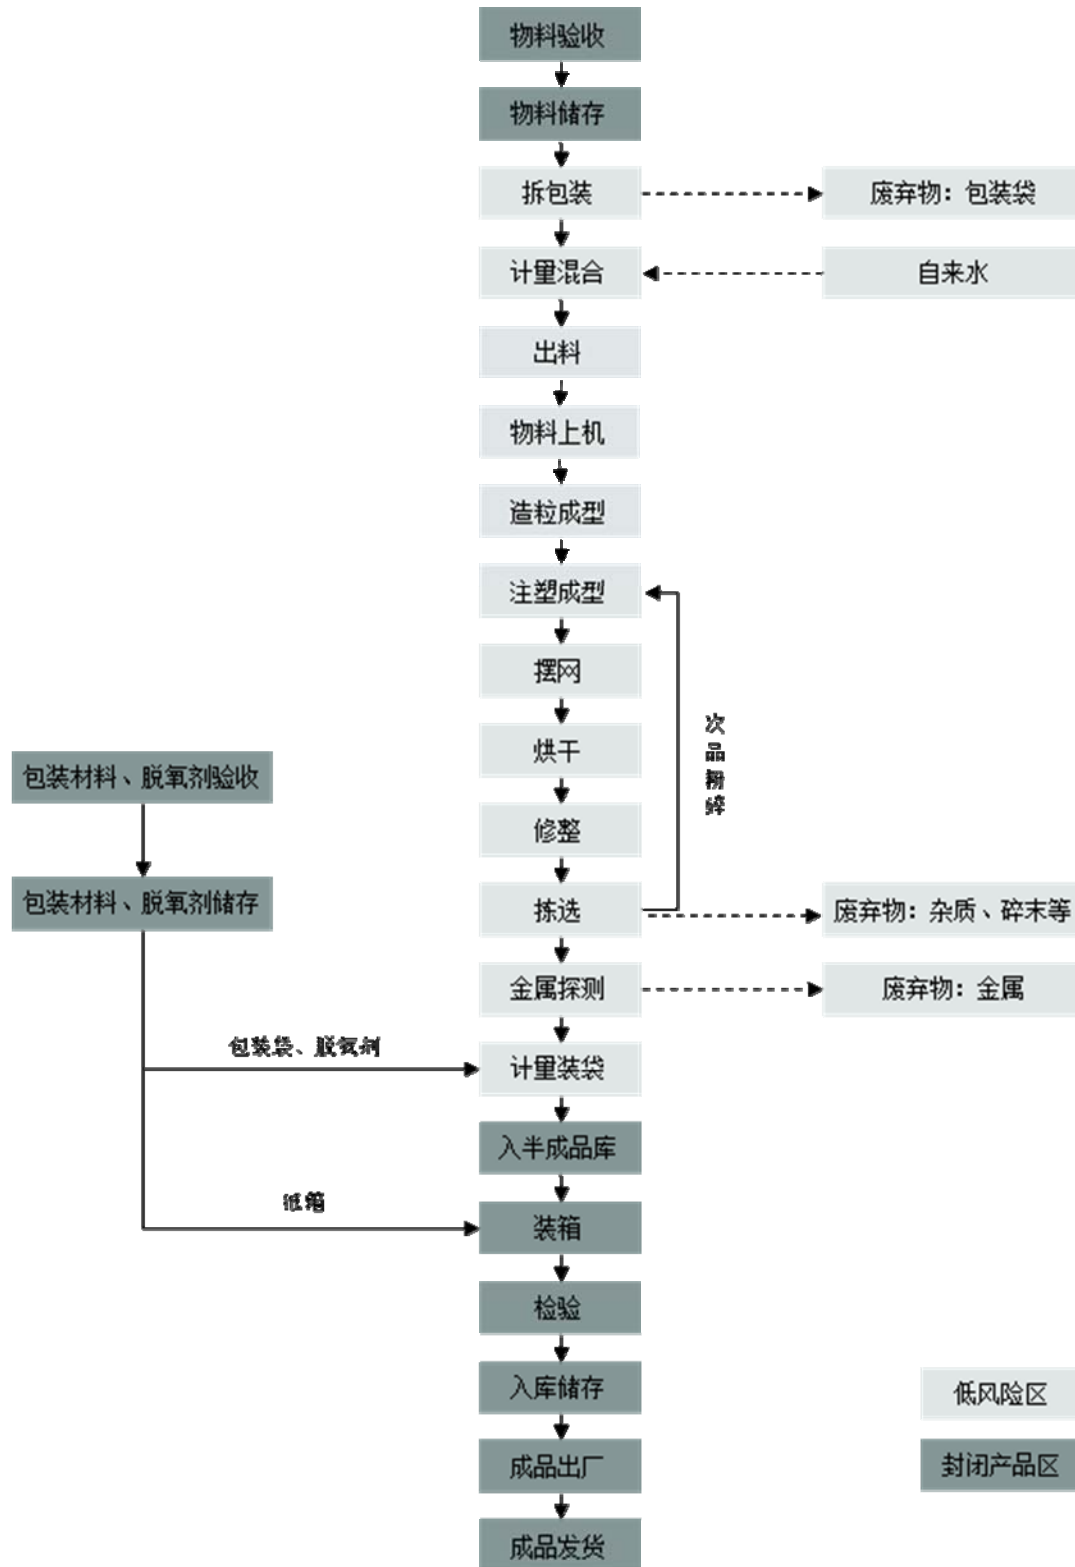 物料验收
物料储存
拆包装
废弃物：包装袋
计量混合
自来水
出料
物料上机
造粒成型
注塑成型
摆网
次品粉碎
烘干
包装材料、脱氧剂验收
修整
包装材料、脱氧剂储存
拣选
废弃物：杂质、碎末等
金属探测
废弃物：金属
包装袋、脱氧剂
计量装袋
入半成品库
纸箱
装箱
检验
入库储存
低风险区
成品出厂
封闭产品区
成品发货